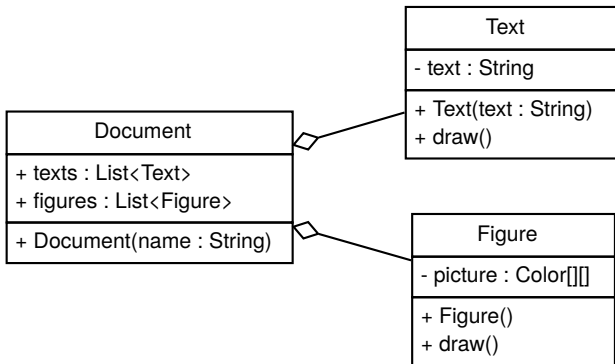 Document
+ texts : List<Text>
+ figures : List<Figure>
+ Document(name : String)
Text
- text : String
+ Text(text : String)
+ draw()
Figure
- picture : Color[][]
+ Figure()
+ draw()